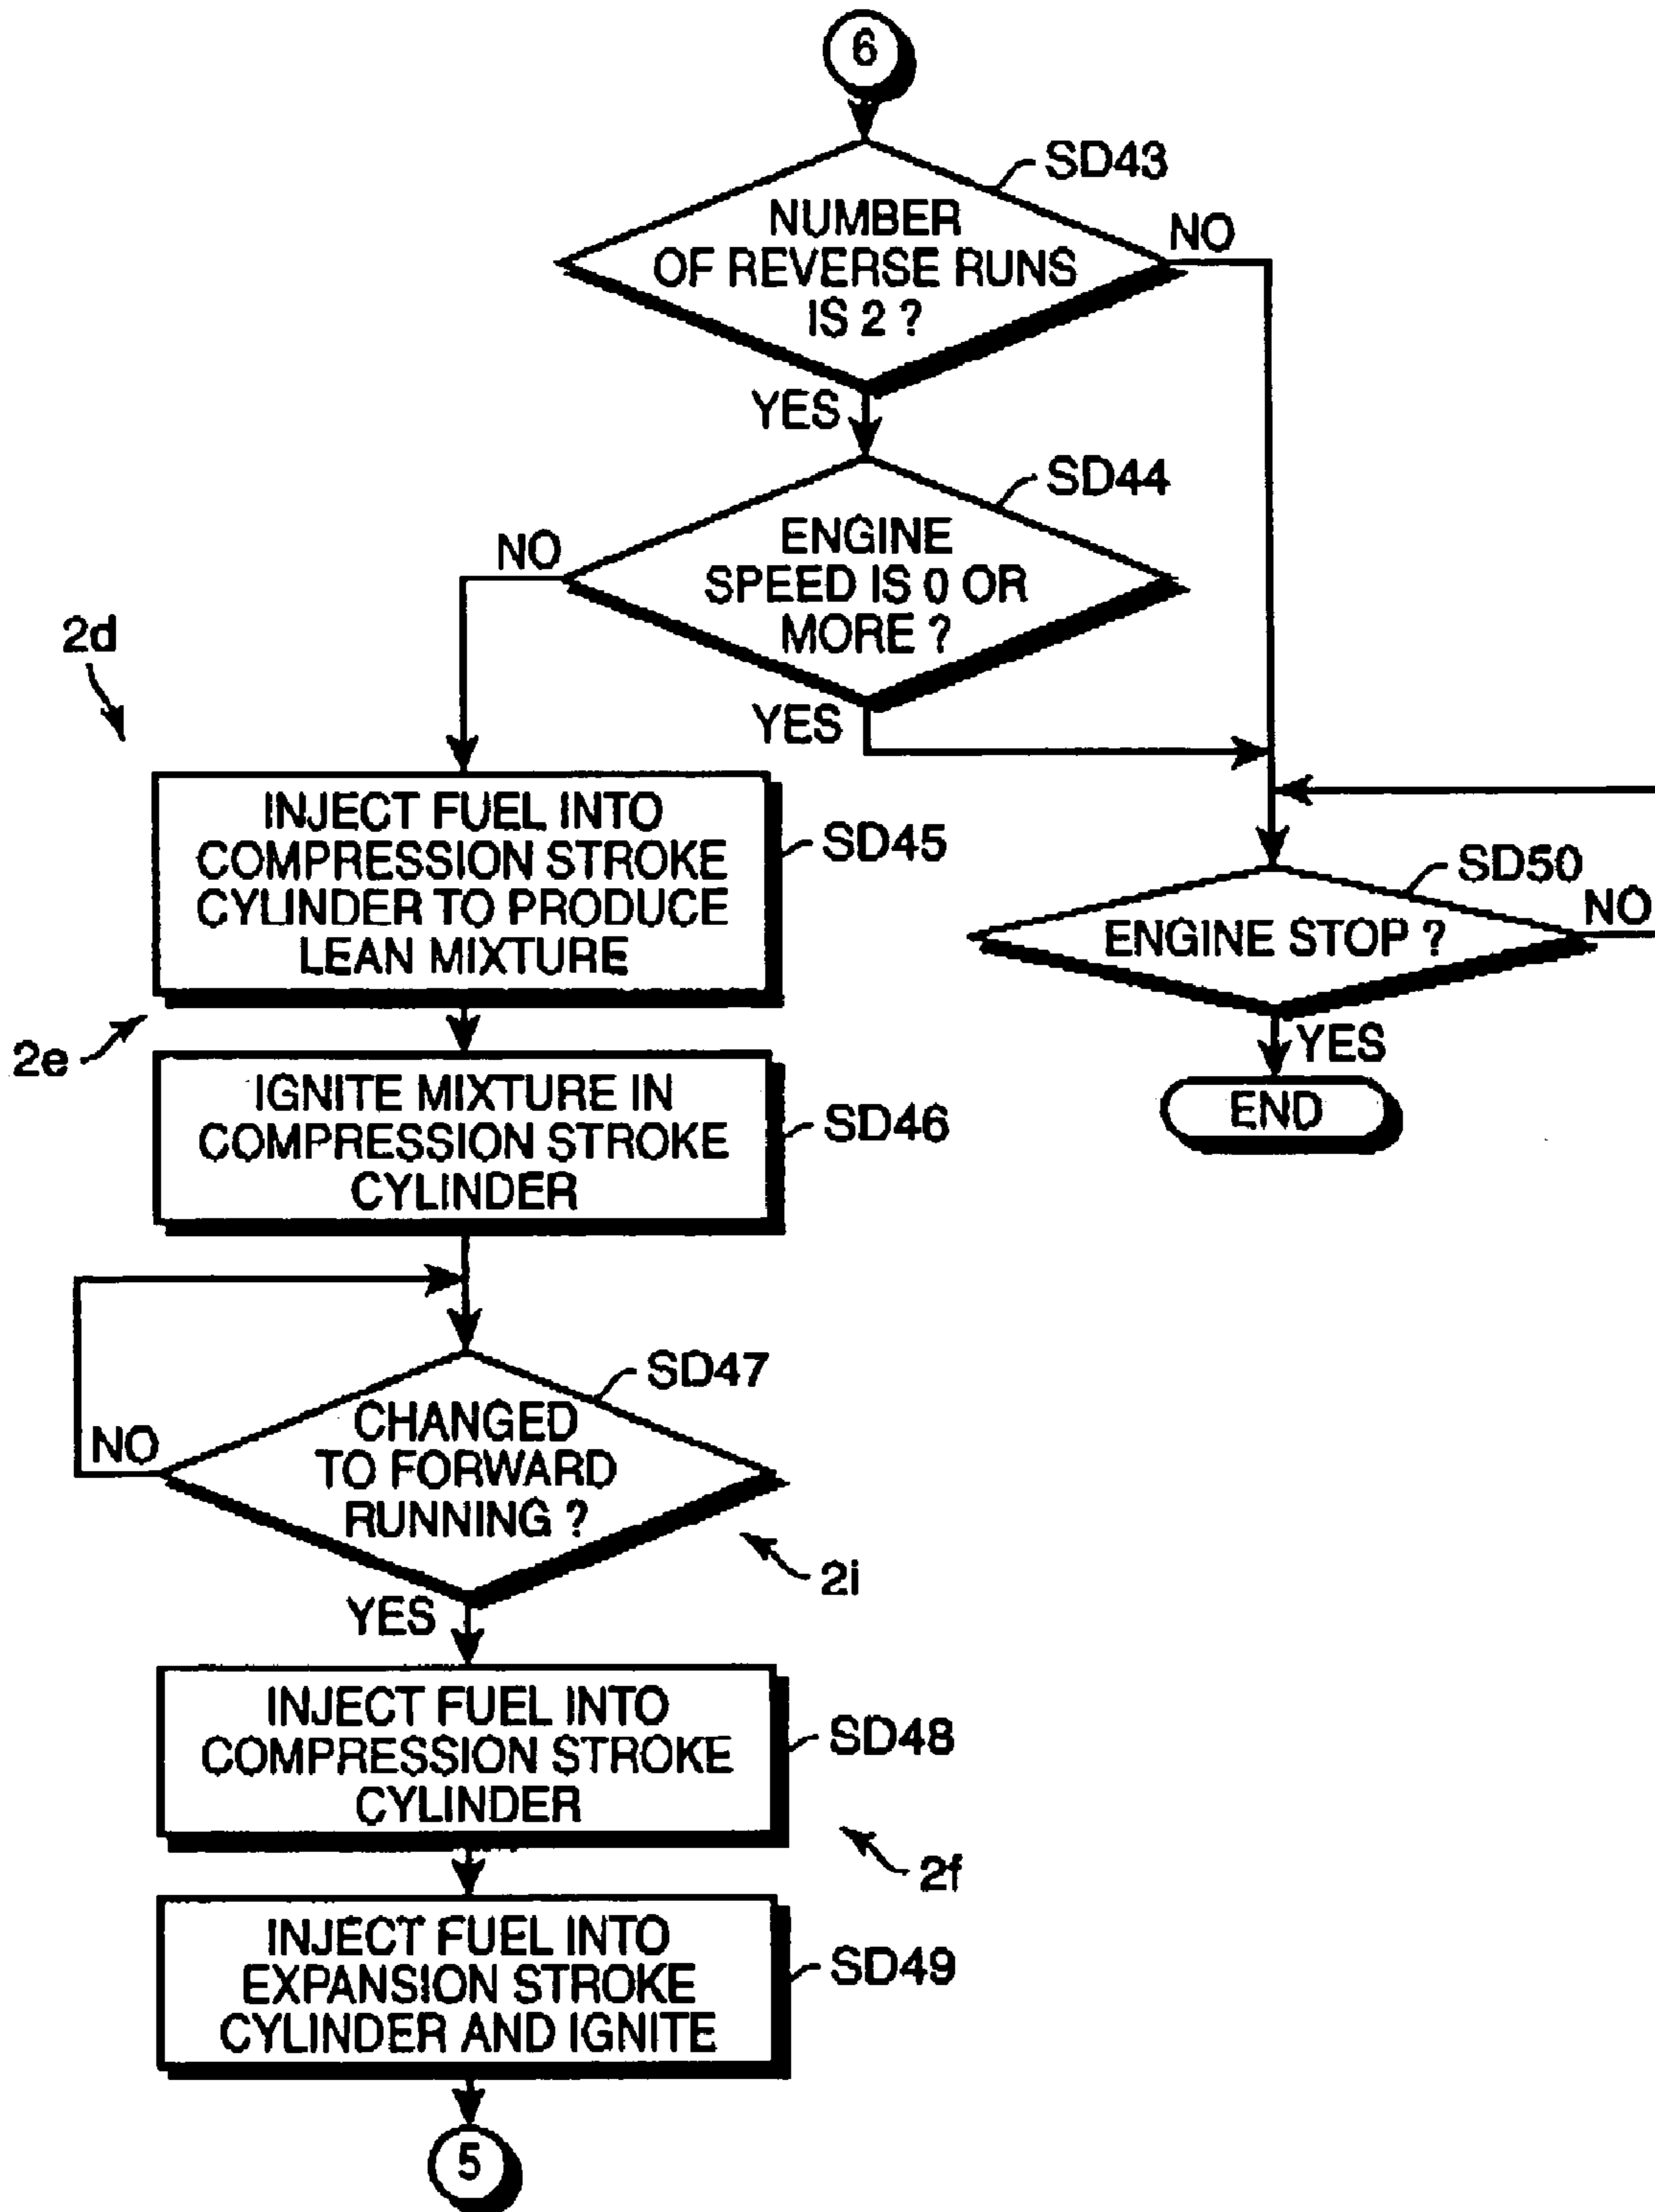 6
SD43
NUMBER
OF REVERSE RUNS
IS 2 ?
NO
YES
SD44
ENGINE
SPEED IS 0 OR
MORE ?
NO
YES
2d
INJECT FUEL INTO
COMPRESSION STROKE
CYLINDER TO PRODUCE
LEAN MIXTURE
SD45
SD50
ENGINE STOP ?
NO
YES
END
2e
IGNITE MIXTURE IN
COMPRESSION STROKE
CYLINDER
SD46
SD47
CHANGED
TO FORWARD
RUNNING ?
NO
2i
YES
INJECT FUEL INTO
COMPRESSION STROKE
CYLINDER
SD48
2f
INJECT FUEL INTO
EXPANSION STROKE
CYLINDER AND IGNITE
SD49
5